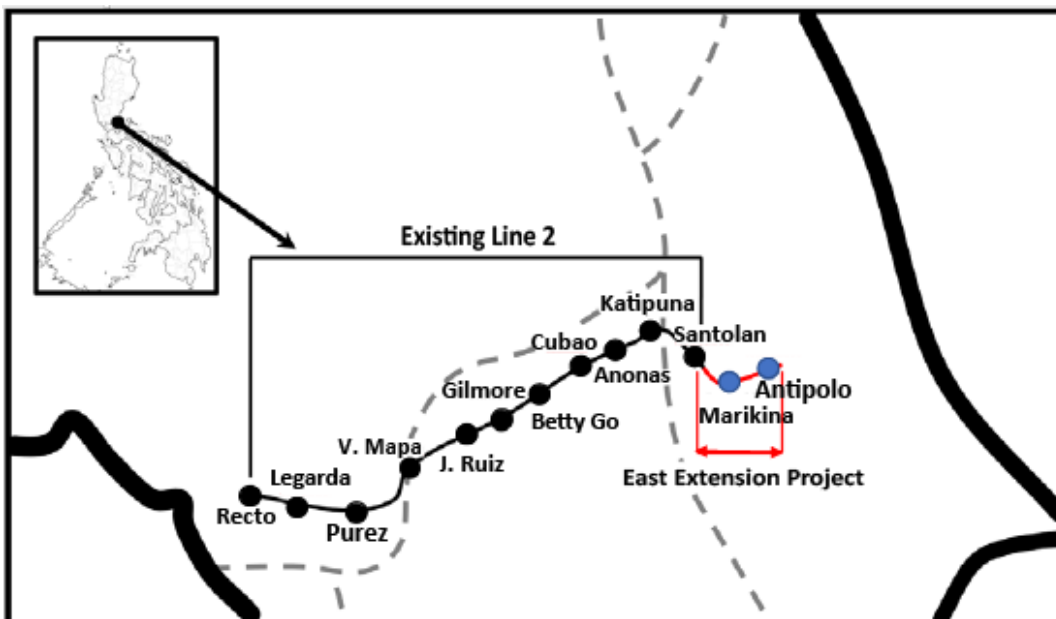 Existing Line 2
Katipuna
Santolan
Cubao
Anonas
Gilmore
Betty Go
Antipolo
Marikina
V. Mapa
J. Ruiz
East Extension Project
Legarda
Recto
Purez